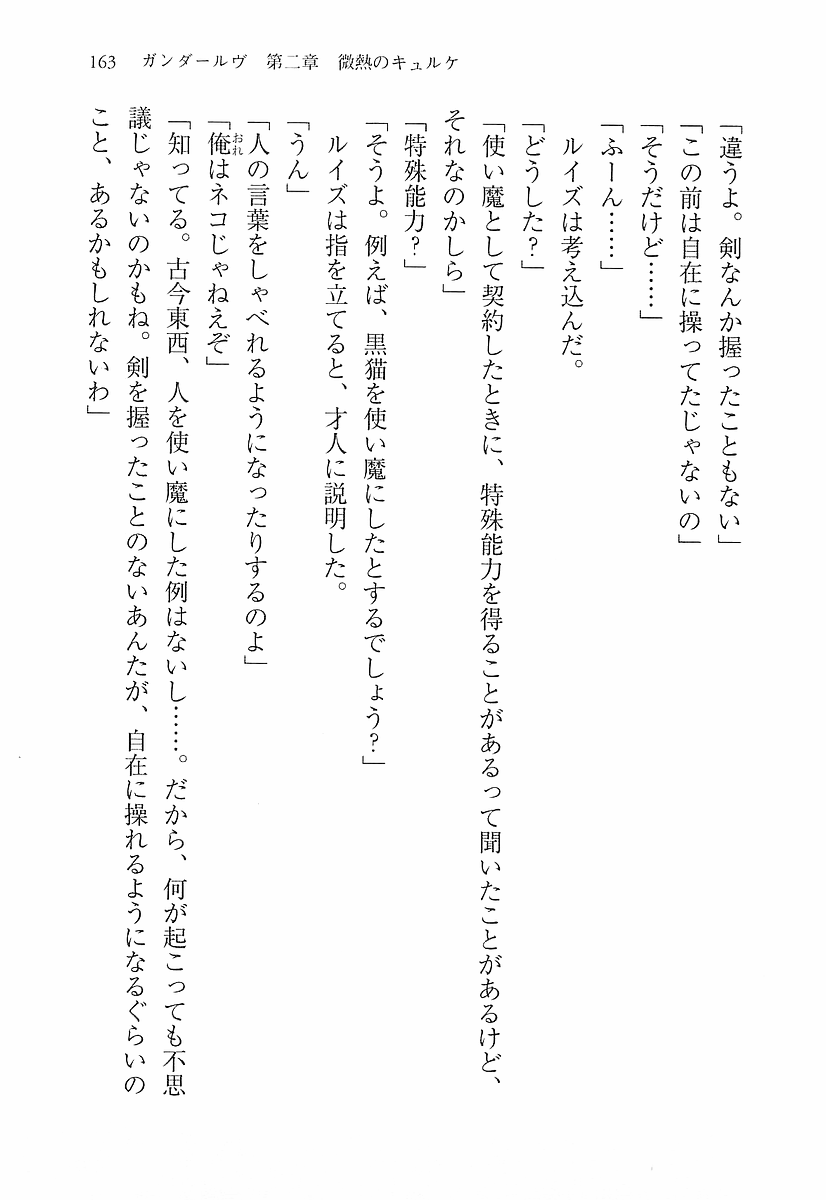 163　ガンダールヴ　第二章　微熱のキュルケ
「違うよ。剣なんか握ったこともない」
「この前は自在に操ってたじゃないの」
「そうだけど……」
「ふーん……」
　ルイズは考え込んだ。
「どうした?」
「使い魔として契約したときに、特殊能力を得ることがあるって聞いたことがあるけど、
それなのかしら」
「特殊能力?」
「そうよ。例えば、黒猫を使い魔にしたとするでしょう?」
　ルイズは指を立てると、才人に説明した。
「うん」
「人の言葉をしゃべれるようになったりするのよ」
「俺はネコじゃねえぞ」
おれ
「知ってる。古今東西、人を使い魔にした例はないし……。だから、何が起こっても不思
議じゃないのかもね。剣を握ったことのないあんたが、自在に操れるようになるぐらいの
こと、あるかもしれないわ」